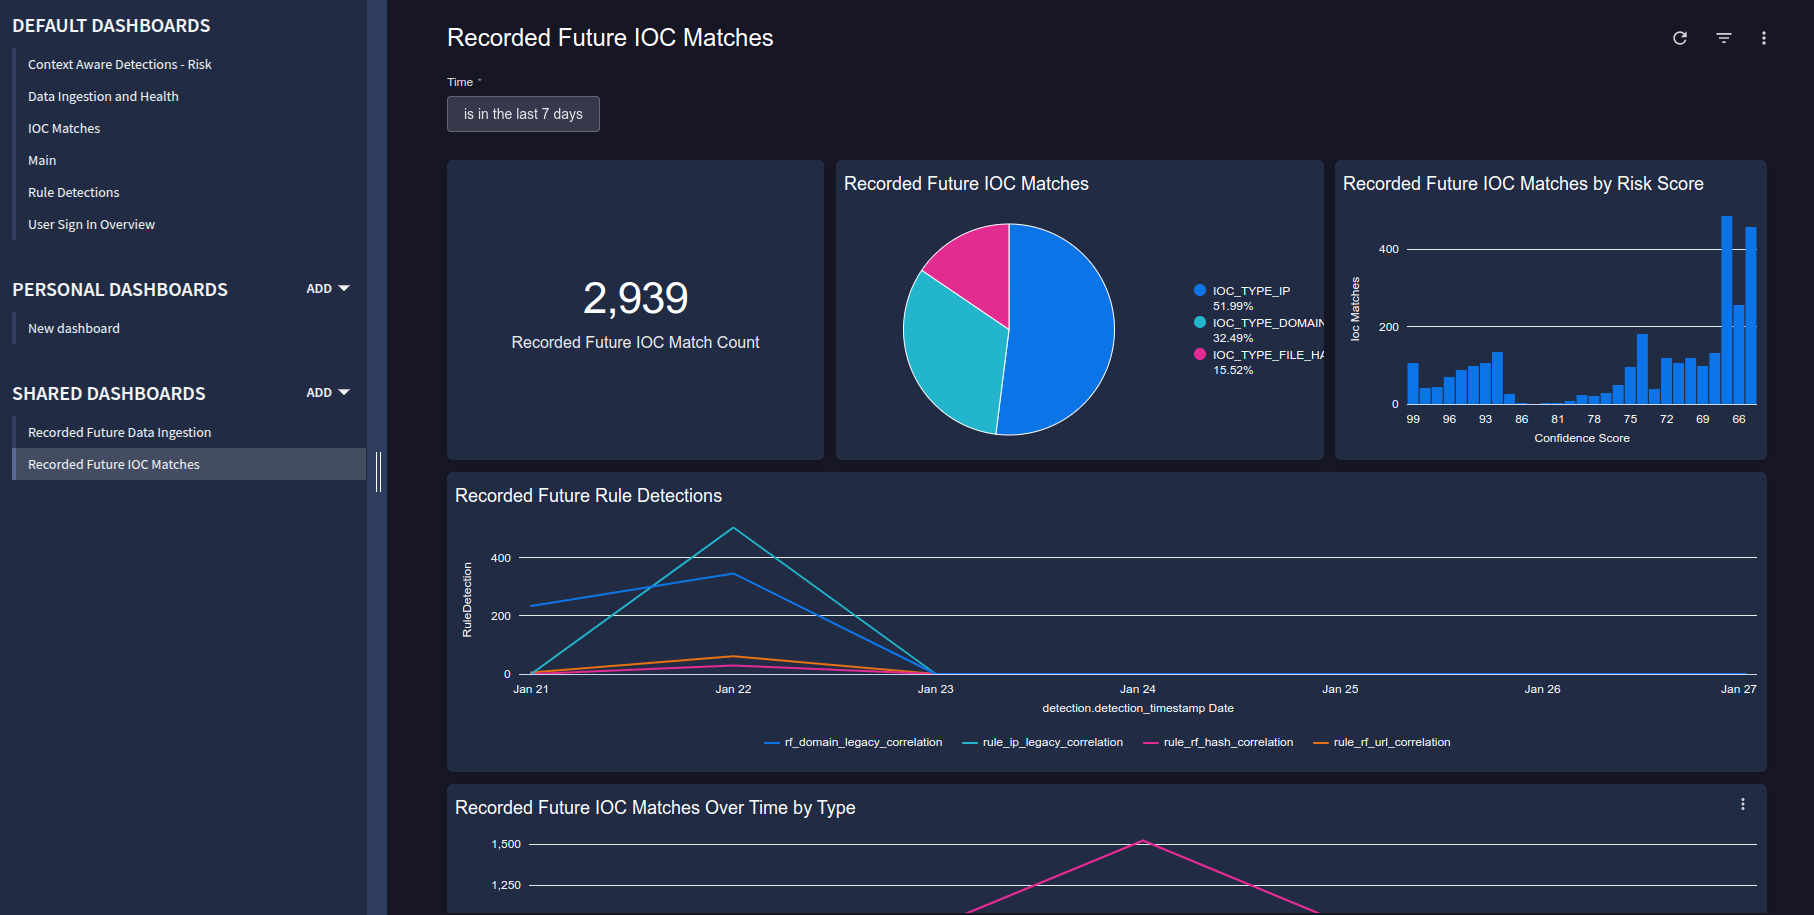 DEFAULT DASHBOARDS
Context Aware Detections - Risk
Data Ingestion and Health
IOC Matches
Main
Rule Detections
User Sign In Overview
PERSONAL DASHBOARDS
ADD
New dashboard
SHARED DASHBOARDS
ADD
Recorded Future Data Ingestion
Recorded Future IOC Matches
Recorded Future IOC Matches
Time *
is in the last 7 days
2,939
Recorded Future IOC Match Count
Recorded Future IOC Matches
IOC_TYPE_IP
51.99%
IOC_TYPE_DOMAIN
32.49%
IOC_TYPE_FILE_HA
15.52%
Recorded Future IOC Matches by Risk Score
Ioc Matches
400
200
0
99 96 93 86 81 78 75 72 69 66
Confidence Score
Recorded Future Rule Detections
RuleDetection
400
200
0
Jan 21 Jan 22 Jan 23 Jan 24 Jan 25 Jan 26 Jan 27
detection.detection_timestamp Date
rf_domain_legacy_correlation rule_ip_legacy_correlation rule_rf_hash_correlation rule_rf_url_correlation
Recorded Future IOC Matches Over Time by Type
1,500
1,250